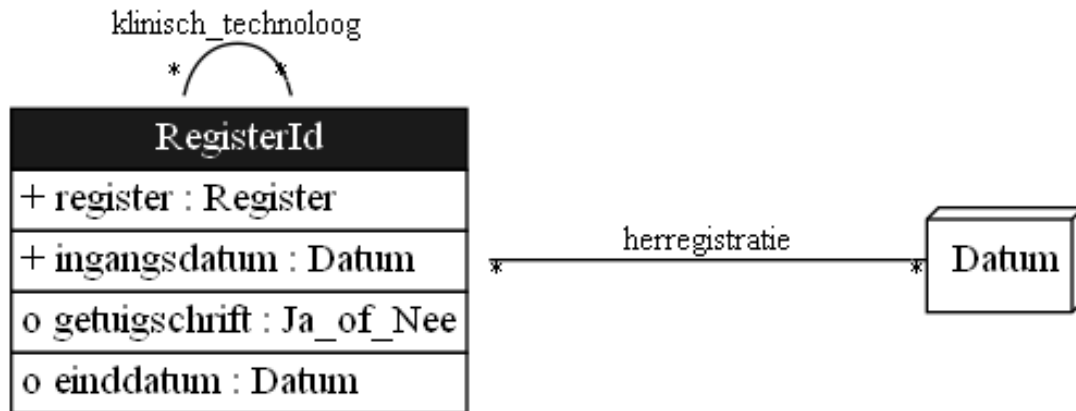 klinisch_technoloog
* *
RegisterId
+ register : Register
+ ingangsdatum : Datum
o getuigschrift : Ja_of_Nee
o einddatum : Datum
herregistratie
* *
Datum